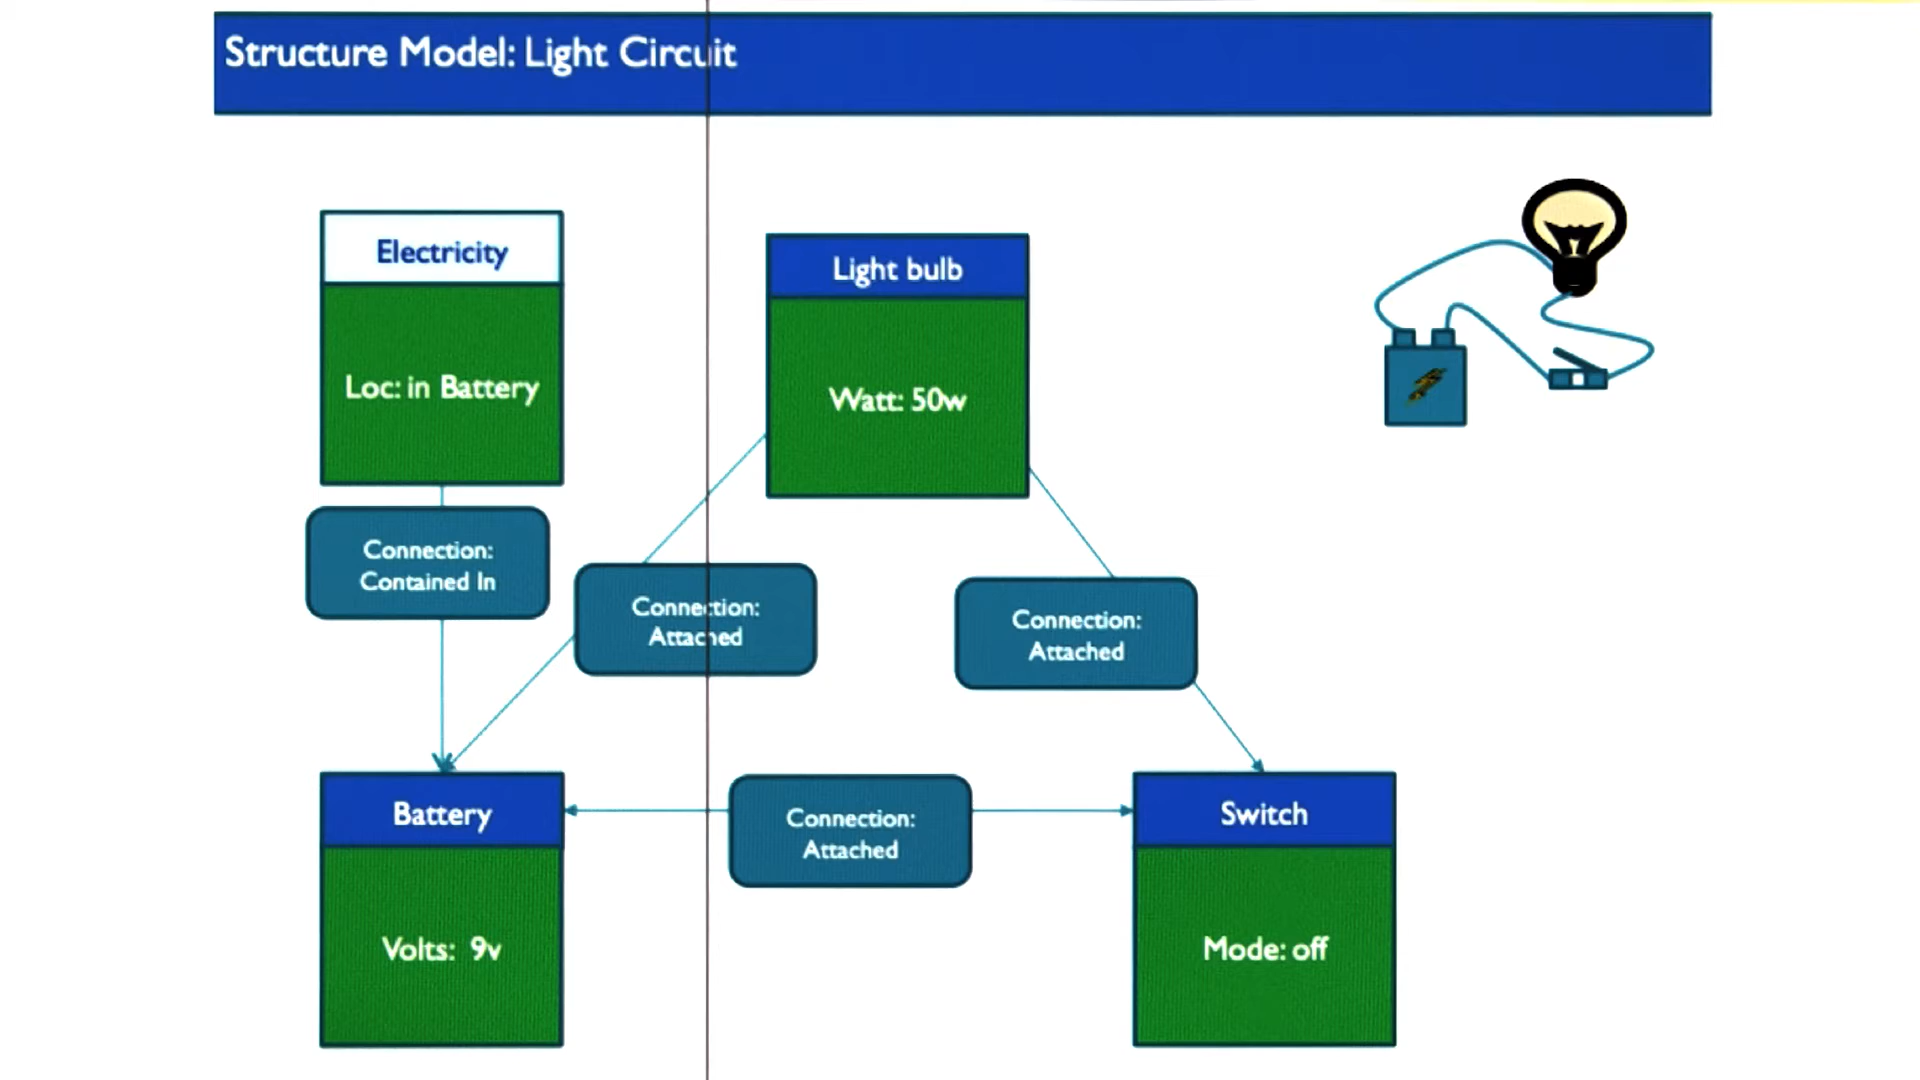 Structure Model: Light Circuit
Electricity
Loc: in Battery
Light bulb
Watt: 50w
Connection:
Contained In
Connection:
Attached
Connection:
Attached
Battery
Volts: 9v
Connection:
Attached
Switch
Mode: off